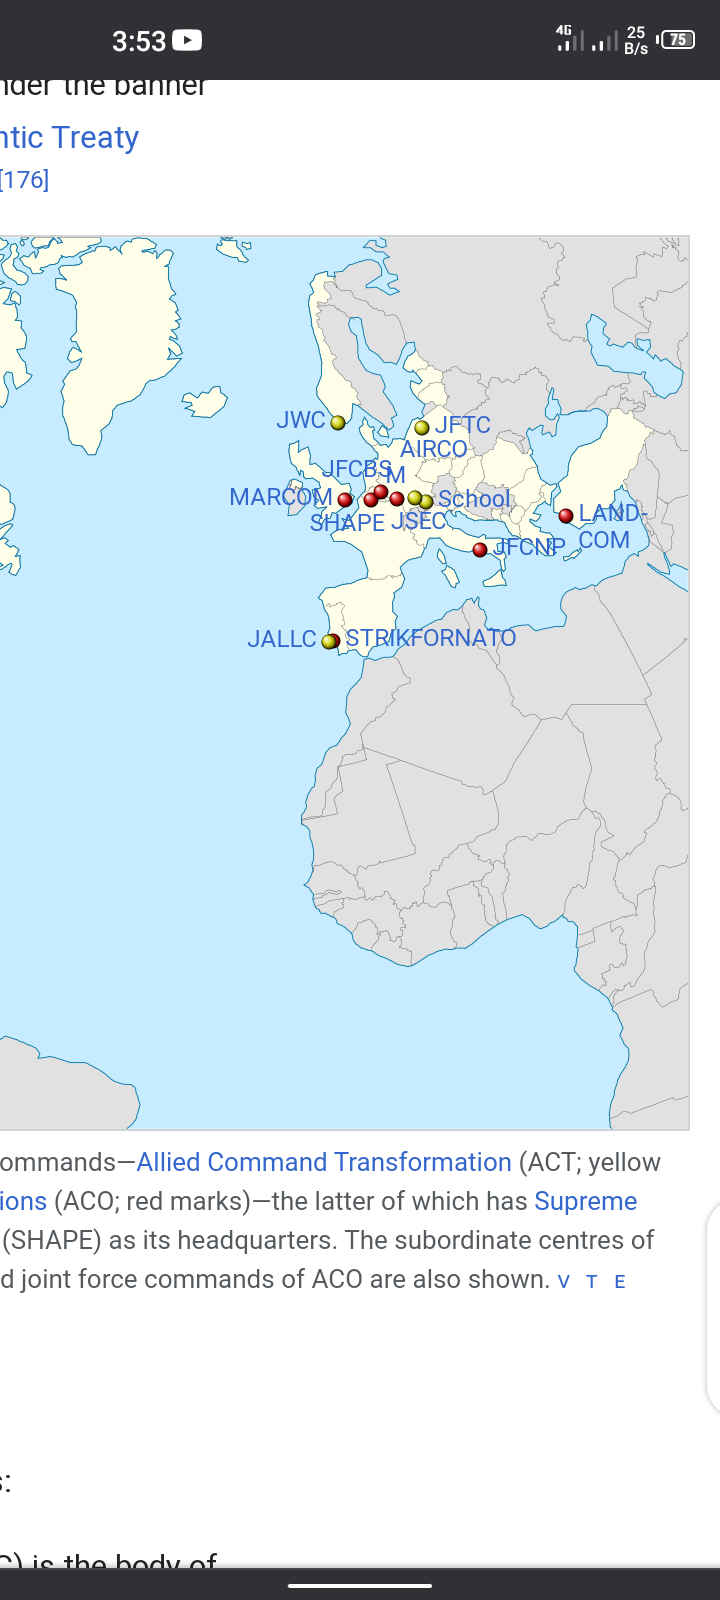 3:53
4G
25
B/s
75
nder the banner
ntic Treaty
[176]
JWC
JFTC
AIRCO
M
JFCBS
MARCOM
School
SHAPE
JSEC
LAND-
COM
JFCNP
JALLC
STRIKFORNATO
ommands—Allied Command Transformation (ACT; yellow
ions (ACO; red marks)—the latter of which has Supreme
(SHAPE) as its headquarters. The subordinate centres of
d joint force commands of ACO are also shown. V T E
s:
C) is the body of